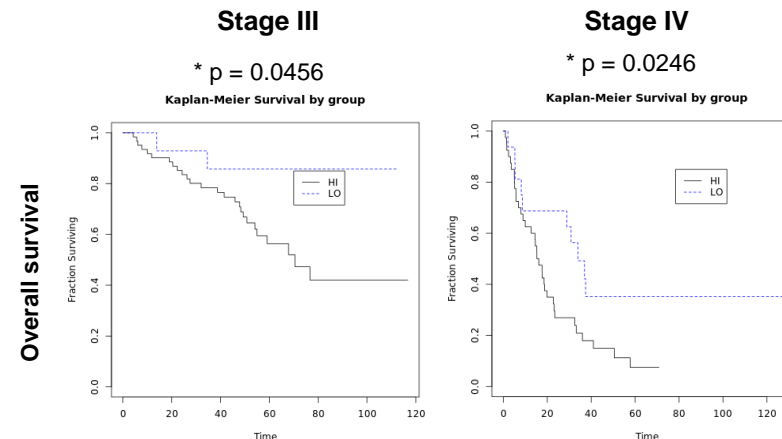 Stage III
Stage IV
* p = 0.0456
* p = 0.0246
Overall survival
Kaplan-Meier Survival by group
Fraction Surviving
1.0
0.8
0.6
0.4
0.2
0.0
HI
LO
0
20
40
60
80
100
120
Time
Kaplan-Meier Survival by group
Fraction Surviving
1.0
0.8
0.6
0.4
0.2
0.0
HI
LO
0
20
40
60
80
100
120
Time